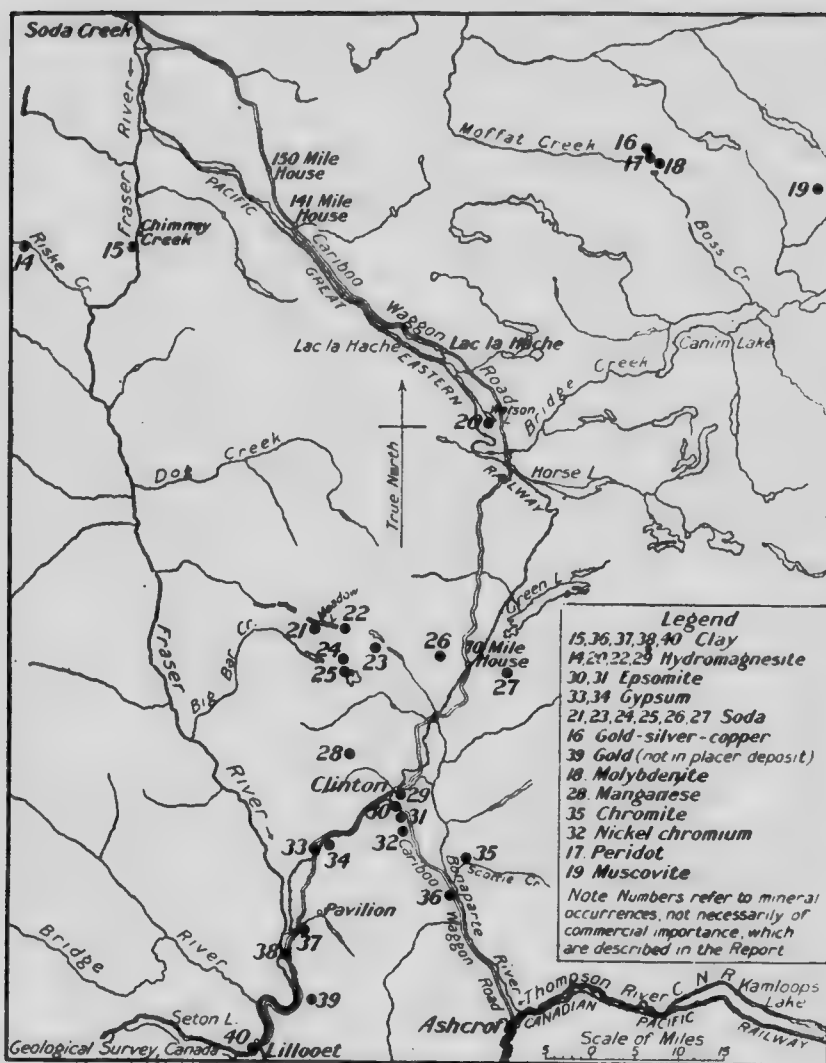 Soda Creek
Moffat Creek
16
17
18
19
River
Fraser
150 Mile
House
141 Mile
House
PACIFIC
GREAT
EASTERN
RAILWAY
Cariboo
Waggon
Road
Chimney
Creek
14
15
Riske Cr.
Boss Cr.
Lac la Hache
Lac la Hache
Canim Lake
Bridge Creek
Watson
L.
20
True North
Horse L.
Dog Creek
Green L.
Meadow
L.
21
22
23
24
25
26
70 Mile
House
27
Big Bar Cr.
Fraser
River
28
Clinton
29
30
31
32
33
34
35
Scottie Cr.
36
Cariboo
Waggon
Road
Bonaparte
River
Pavilion
37
38
39
Bridge
River
Seton L.
40
Lillooet
Ashcroft
Thompson River
C N R
Kamloops
Lake
CANADIAN
PACIFIC
RAILWAY
Legend
15,36,37,38,40 Clay
14,20,22,29 Hydromagnesite
30,31 Epsomite
33,34 Gypsum
21,23,24,25,26,27 Soda
16 Gold-silver-copper
39 Gold (not in placer deposit)
18. Molybdenite
28. Manganese
35 Chromite
32 Nickel chromium
17. Peridot
19 Muscovite
Note Numbers refer to mineral
occurrences, not necessarily of
commercial importance, which
are described in the Report
Geological Survey, Canada
Scale of Miles
5 0 5 10 15